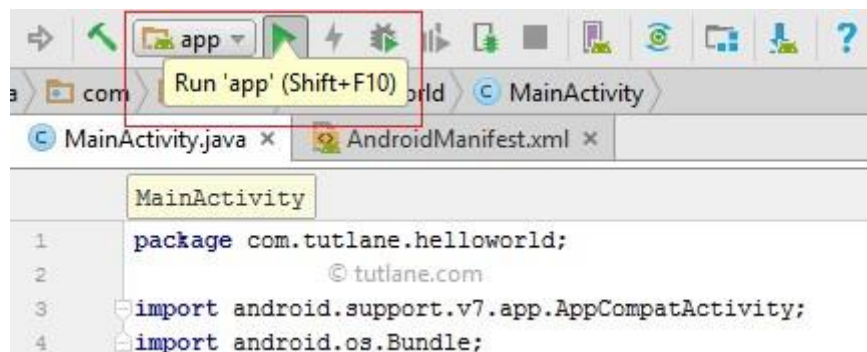 app
Run 'app' (Shift+F10)
com
MainActivity
MainActivity.java
AndroidManifest.xml
MainActivity
1 package com.tutlane.helloworld;
2 © tutlane.com
3 import android.support.v7.app.AppCompatActivity;
4 import android.os.Bundle;